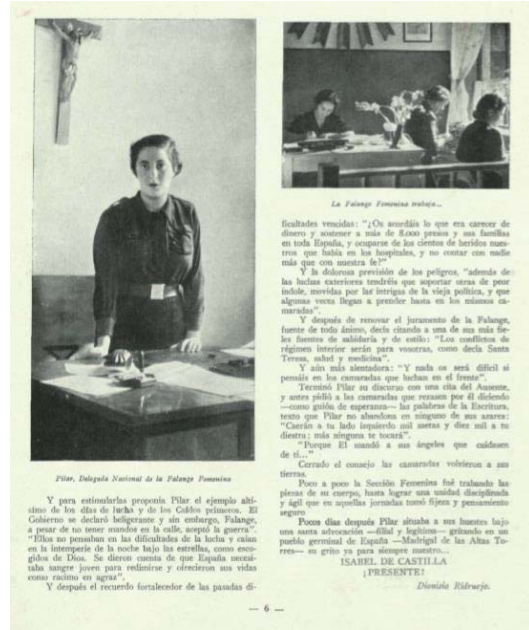 Pilar, Delegada Nacional de la Falange Femenina
Y para estimularlas proponía Pilar el ejemplo altí-
simo de los días de lucha y de los Caídos primeros. El
Gobierno se declaró beligerante y sin embargo, Falange,
a pesar de no tener mandos en la calle, aceptó la guerra".
"Ellos no pensaban en las dificultades de la lucha y caían
en la intemperie de la noche bajo las estrellas, como esco-
gidos de Dios. Se dieron cuenta de que España necesi-
taba sangre joven para redimirse y ofrecieron sus vidas
como racimo en agraz".
Y después el recuerdo fortalecedor de las pasadas di-
La Falange Femenina trabaja...
ficultades vencidas: "¿Os acordáis lo que era carecer de
dinero y sostener a más de 8.000 presos y sus familias
en toda España, y ocuparse de los cientos de heridos nues-
tros que había en los hospitales, y no contar con nadie
más que con nuestra fe?"
Y la dolorosa previsión de los peligros, "además de
las luchas exteriores tendréis que soportar otras de peor
índole, movidas por las intrigas de la vieja política, y que
algunas veces llegan a prender hasta en los mismos ca-
maradas".
Y después de renovar el juramento de la Falange,
fuente de todo ánimo, decía citando a una de sus más fie-
les fuentes de sabiduría y de estilo: "Los conflictos de
régimen interior serán para vosotras, como decía Santa
Teresa, salud y medicina".
Y aún más alentadora: "Y nada os será difícil si
pensáis en los camaradas que luchan en el frente".
Terminó Pilar su discurso con una cita del Ausente,
y antes pidió a las camaradas que rezasen por él diciendo
—como guión de esperanza— las palabras de la Escritura,
texto que Pilar no abandona en ninguno de sus azares:
"Caerán a tu lado izquierdo mil saetas y diez mil a tu
diestra; más ninguna te tocará".
"Porque El mandó a sus ángeles que cuidasen
de ti..."
Cerrado el consejo las camaradas volvieron a sus
tierras.
Poco a poco la Sección Femenina fué trabando las
piezas de su cuerpo, hasta lograr una unidad disciplinada
y ágil que en aquellas jornadas tomó fijeza y pensamiento
seguro
Pocos días después Pilar situaba a sus huestes bajo
una santa advocación —filial y legítima— gritando en un
pueblo germinal de España —Madrigal de las Altas To-
rres— su grito ya para siempre nuestro...
ISABEL DE CASTILLA
¡PRESENTE!
Dionisio Ridruejo.
— 6 —